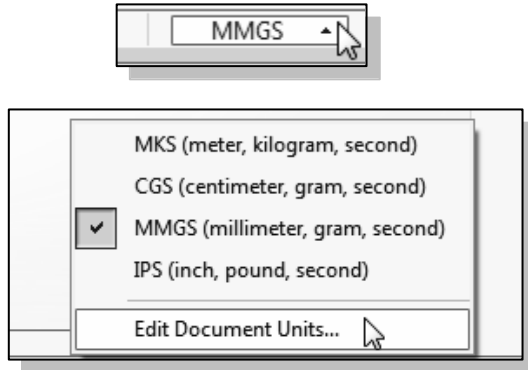 MMGS
MKS (meter, kilogram, second)
CGS (centimeter, gram, second)
MMGS (millimeter, gram, second)
IPS (inch, pound, second)
Edit Document Units...